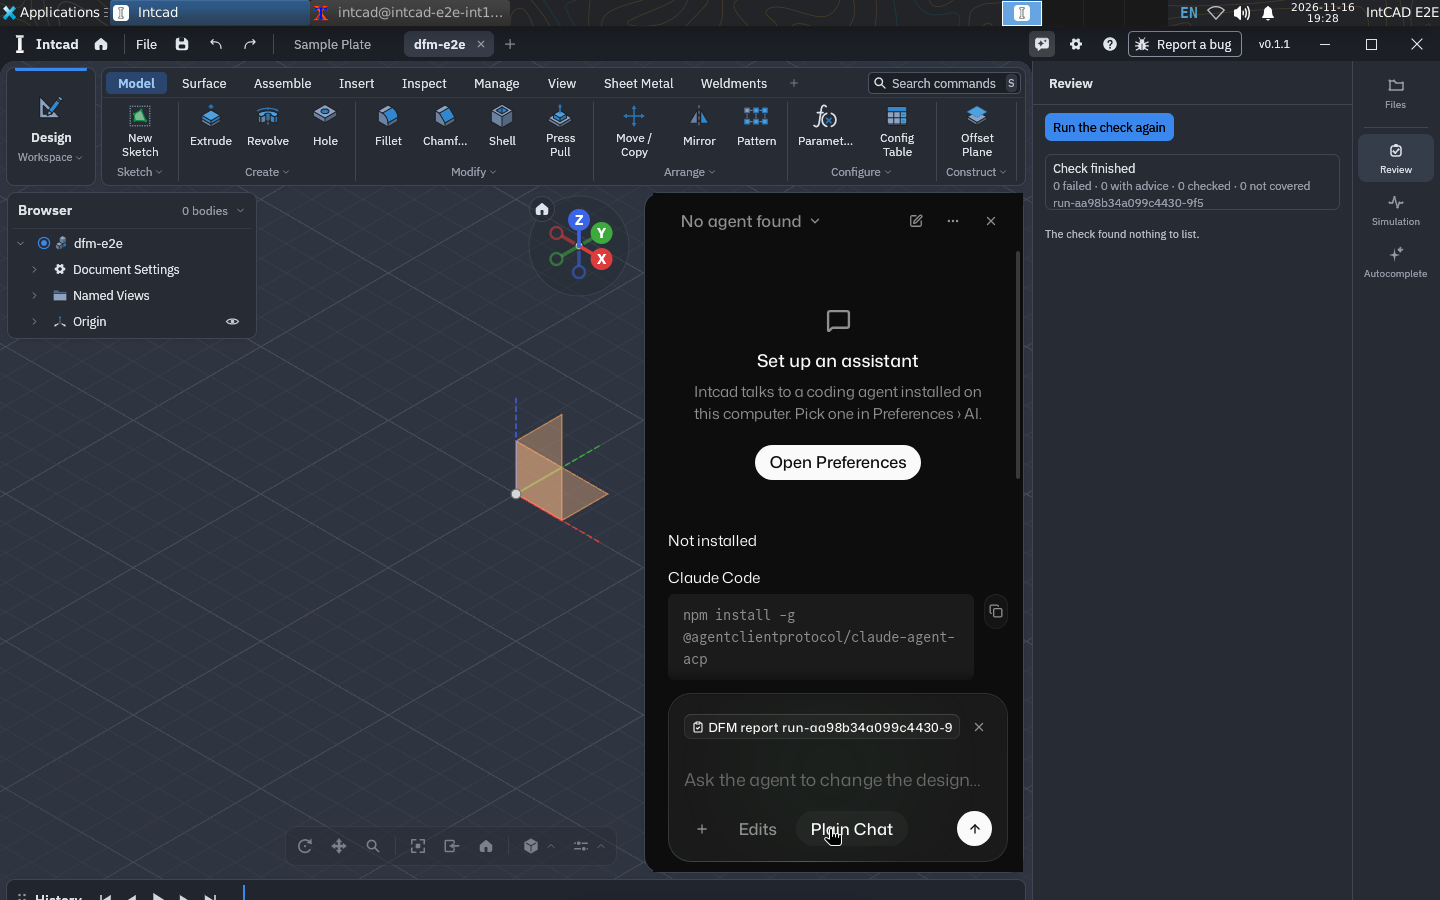 Applications
Intcad
intcad@intcad-e2e-int1...
EN
2026-11-16
19:28
IntCAD E2E
Intcad
File
Sample Plate
dfm-e2e
Report a bug
v0.1.1
Design
Workspace
Model
Surface
Assemble
Insert
Inspect
Manage
View
Sheet Metal
Weldments
Search commands
S
New Sketch
Extrude
Revolve
Hole
Fillet
Chamf...
Shell
Press Pull
Move / Copy
Mirror
Pattern
Paramet...
Config Table
Offset Plane
Sketch
Create
Modify
Arrange
Configure
Construct
Browser
0 bodies
dfm-e2e
Document Settings
Named Views
Origin
Z
Y
X
No agent found
Set up an assistant
Intcad talks to a coding agent installed on
this computer. Pick one in Preferences › AI.
Open Preferences
Not installed
Claude Code
npm install -g
@agentclientprotocol/claude-agent-
acp
DFM report run-aa98b34a099c4430-9
Ask the agent to change the design...
Edits
Plain Chat
Review
Run the check again
Check finished
0 failed · 0 with advice · 0 checked · 0 not covered
run-aa98b34a099c4430-9f5
The check found nothing to list.
Files
Review
Simulation
Autocomplete
History